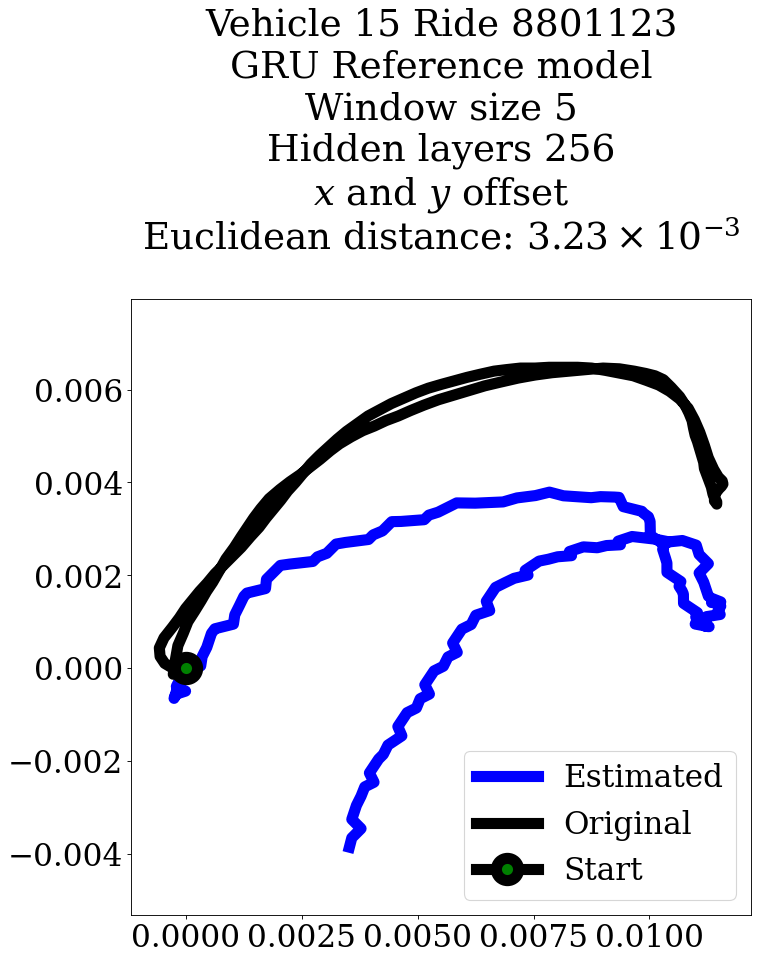 Vehicle 15 Ride 8801123
GRU Reference model
Window size 5
Hidden layers 256
x and y offset
Euclidean distance: 3.23 × 10⁻³
0.006
0.004
0.002
0.000
−0.002
−0.004
0.0000 0.0025 0.0050 0.0075 0.0100
Estimated
Original
Start